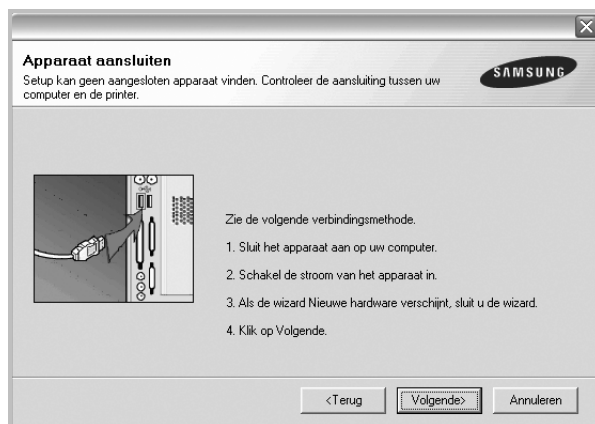 Apparaat aansluiten
Setup kan geen aangesloten apparaat vinden. Controleer de aansluiting tussen uw
computer en de printer.
SAMSUNG
Zie de volgende verbindingsmethode.
1. Sluit het apparaat aan op uw computer.
2. Schakel de stroom van het apparaat in.
3. Als de wizard Nieuwe hardware verschijnt, sluit u de wizard.
4. Klik op Volgende.
<Terug
Volgende>
Annuleren